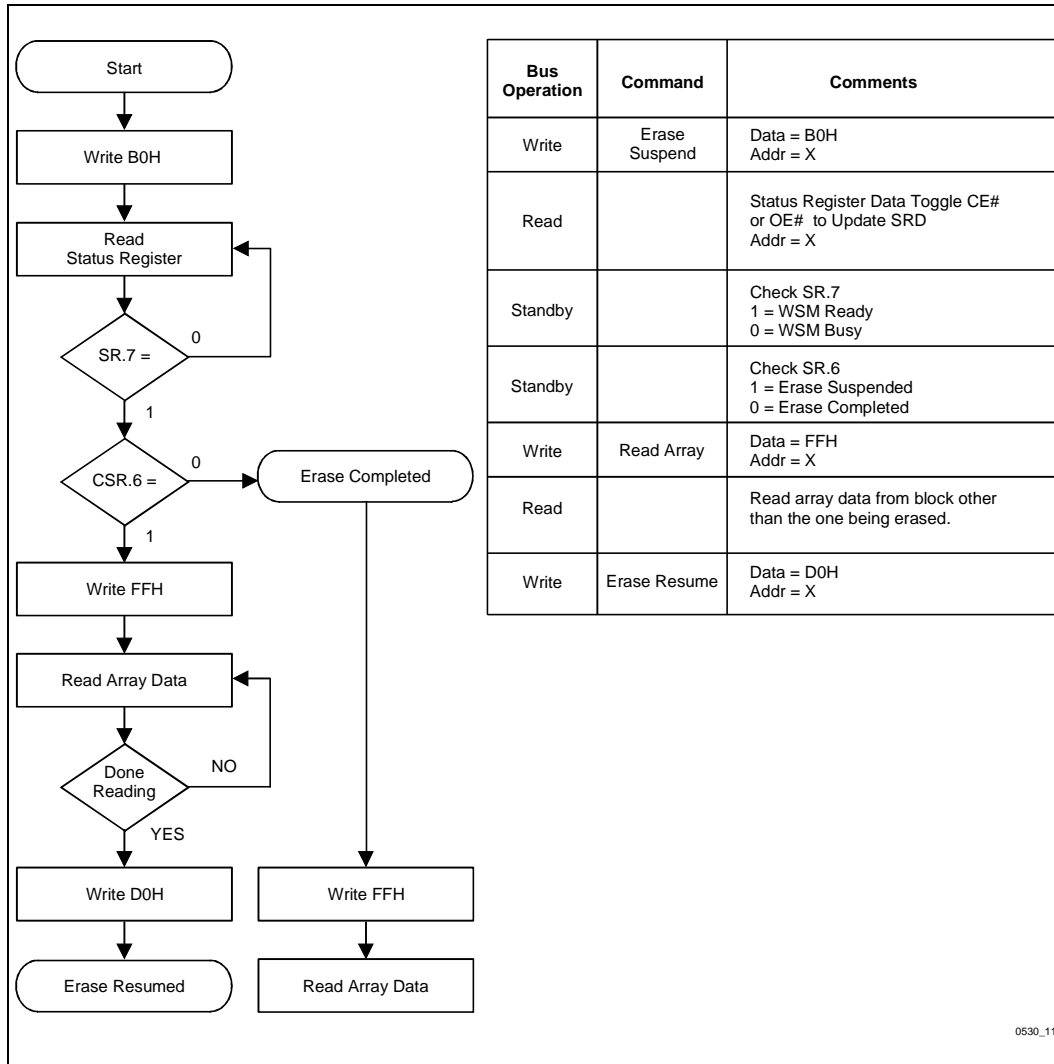 Start
Write B0H
Read
Status Register
SR.7 =
0
1
CSR.6 =
0
1
Erase Completed
Write FFH
Read Array Data
Done
Reading
NO
YES
Write D0H
Erase Resumed
Write FFH
Read Array Data
Bus
Operation
Command
Comments
Write
Erase
Suspend
Data = B0H
Addr = X
Read
Status Register Data Toggle CE#
or OE# to Update SRD
Addr = X
Standby
Check SR.7
1 = WSM Ready
0 = WSM Busy
Standby
Check SR.6
1 = Erase Suspended
0 = Erase Completed
Write
Read Array
Data = FFH
Addr = X
Read
Read array data from block other
than the one being erased.
Write
Erase Resume
Data = D0H
Addr = X
0530_11